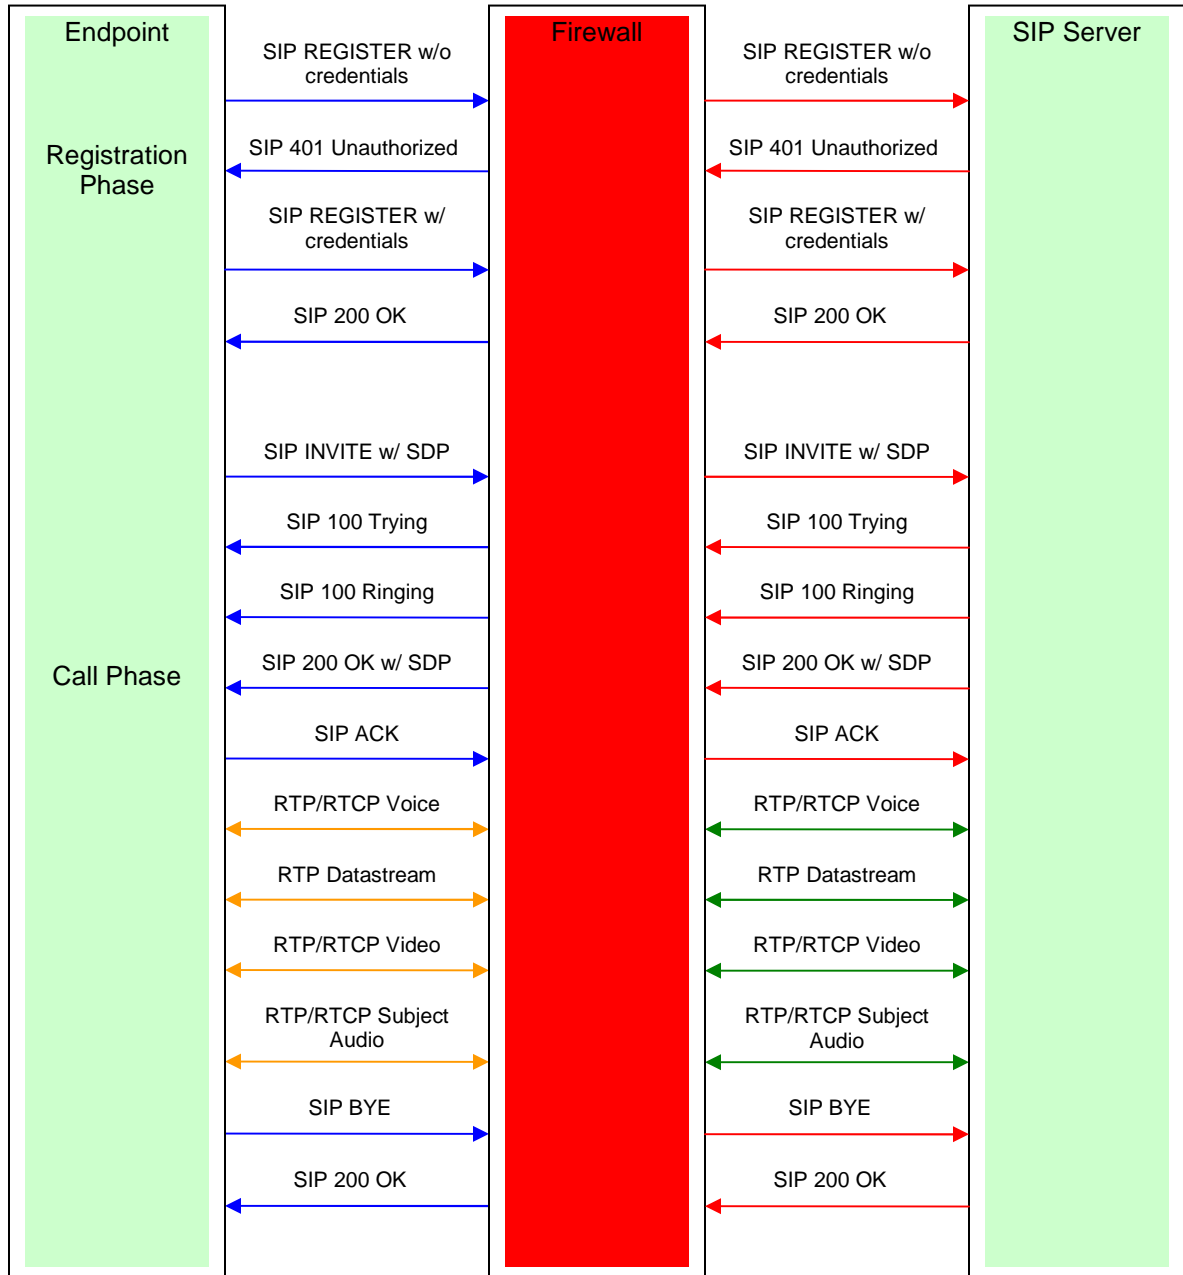 Endpoint
Firewall
SIP Server
SIP REGISTER w/o
credentials
SIP REGISTER w/o
credentials
Registration
Phase
SIP 401 Unauthorized
SIP 401 Unauthorized
SIP REGISTER w/
credentials
SIP REGISTER w/
credentials
SIP 200 OK
SIP 200 OK
SIP INVITE w/ SDP
SIP INVITE w/ SDP
SIP 100 Trying
SIP 100 Trying
SIP 100 Ringing
SIP 100 Ringing
Call Phase
SIP 200 OK w/ SDP
SIP 200 OK w/ SDP
SIP ACK
SIP ACK
RTP/RTCP Voice
RTP/RTCP Voice
RTP Datastream
RTP Datastream
RTP/RTCP Video
RTP/RTCP Video
RTP/RTCP Subject
Audio
RTP/RTCP Subject
Audio
SIP BYE
SIP BYE
SIP 200 OK
SIP 200 OK